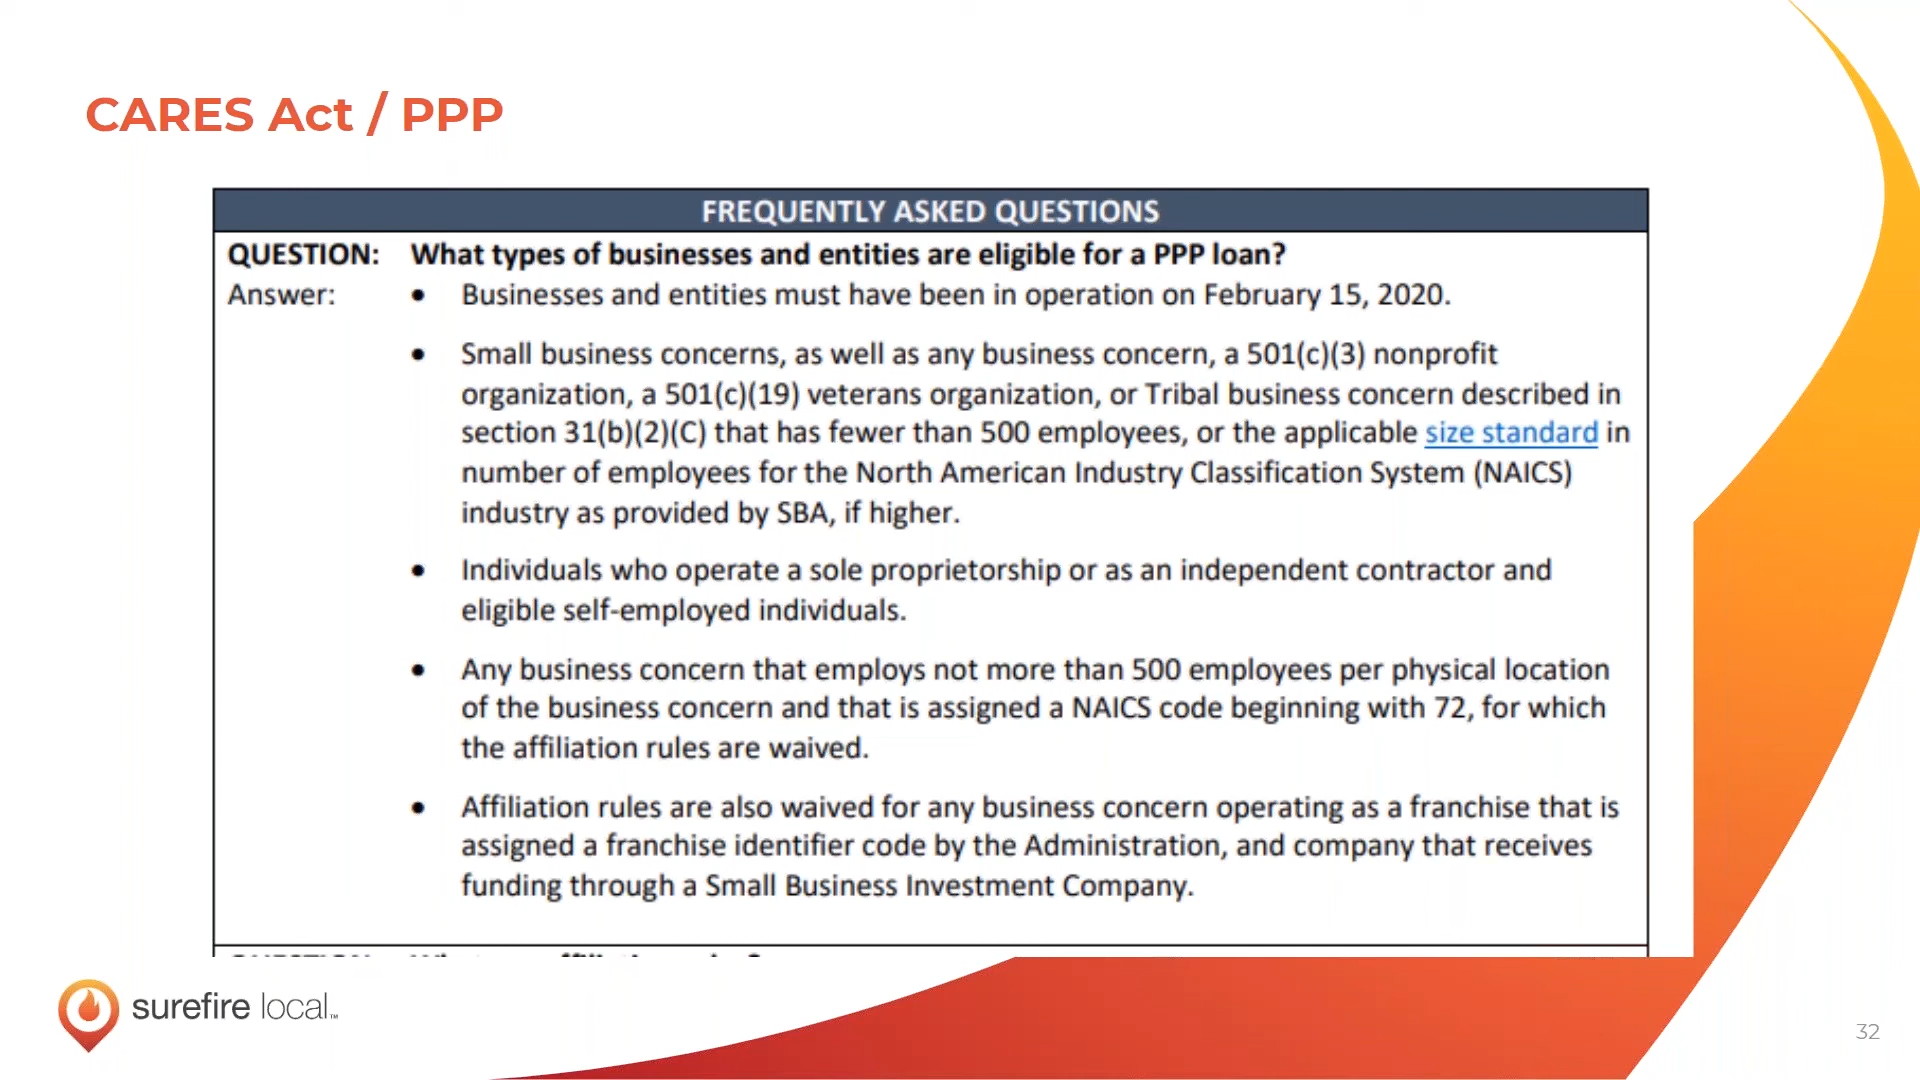 CARES Act / PPP
FREQUENTLY ASKED QUESTIONS
QUESTION: What types of businesses and entities are eligible for a PPP loan?
Answer: • Businesses and entities must have been in operation on February 15, 2020.
• Small business concerns, as well as any business concern, a 501(c)(3) nonprofit
organization, a 501(c)(19) veterans organization, or Tribal business concern described in
section 31(b)(2)(C) that has fewer than 500 employees, or the applicable size standard in
number of employees for the North American Industry Classification System (NAICS)
industry as provided by SBA, if higher.
• Individuals who operate a sole proprietorship or as an independent contractor and
eligible self-employed individuals.
• Any business concern that employs not more than 500 employees per physical location
of the business concern and that is assigned a NAICS code beginning with 72, for which
the affiliation rules are waived.
• Affiliation rules are also waived for any business concern operating as a franchise that is
assigned a franchise identifier code by the Administration, and company that receives
funding through a Small Business Investment Company.
surefire local™
32